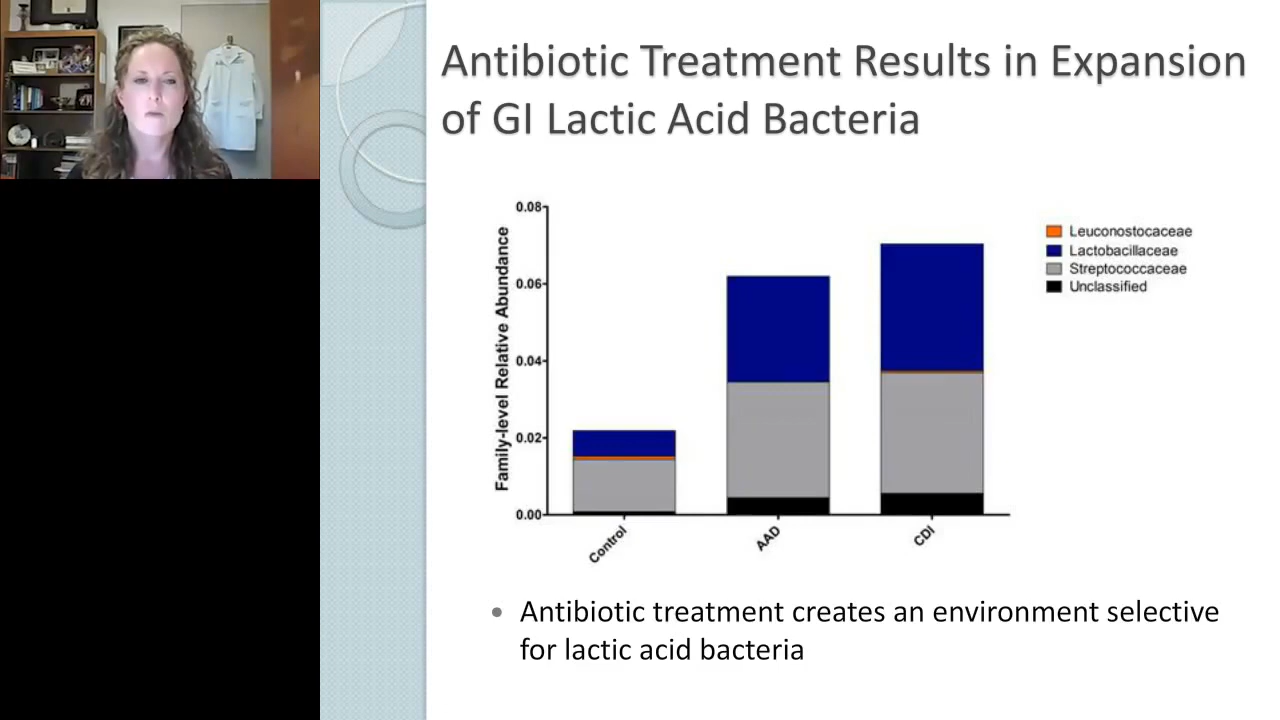 Antibiotic Treatment Results in Expansion
of GI Lactic Acid Bacteria
0.08
0.06
0.04
0.02
0.00
Family-level Relative Abundance
Control
AAD
CDI
Leuconostocaceae
Lactobacillaceae
Streptococcaceae
Unclassified
• Antibiotic treatment creates an environment selective
for lactic acid bacteria